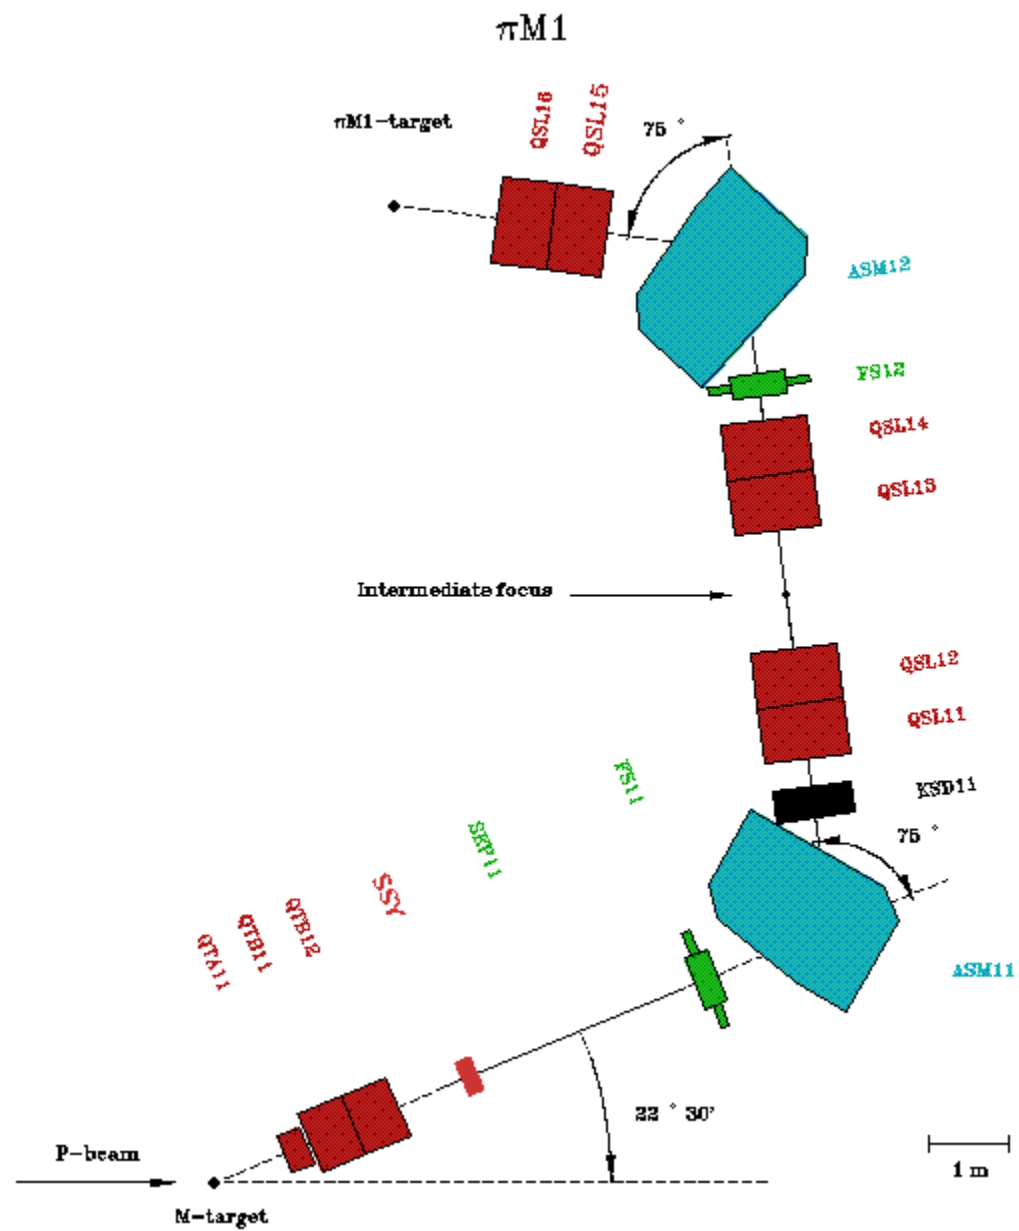 πM1
πM1-target
QSL16
QSL15
75 °
ASM12
FS12
QSL14
QSL13
Intermediate focus
QSL12
QSL11
FS11
KSD11
75 °
SEP11
SSY
QTB12
QTB11
QTA11
ASM11
22 ° 30'
P-beam
1 m
M-target